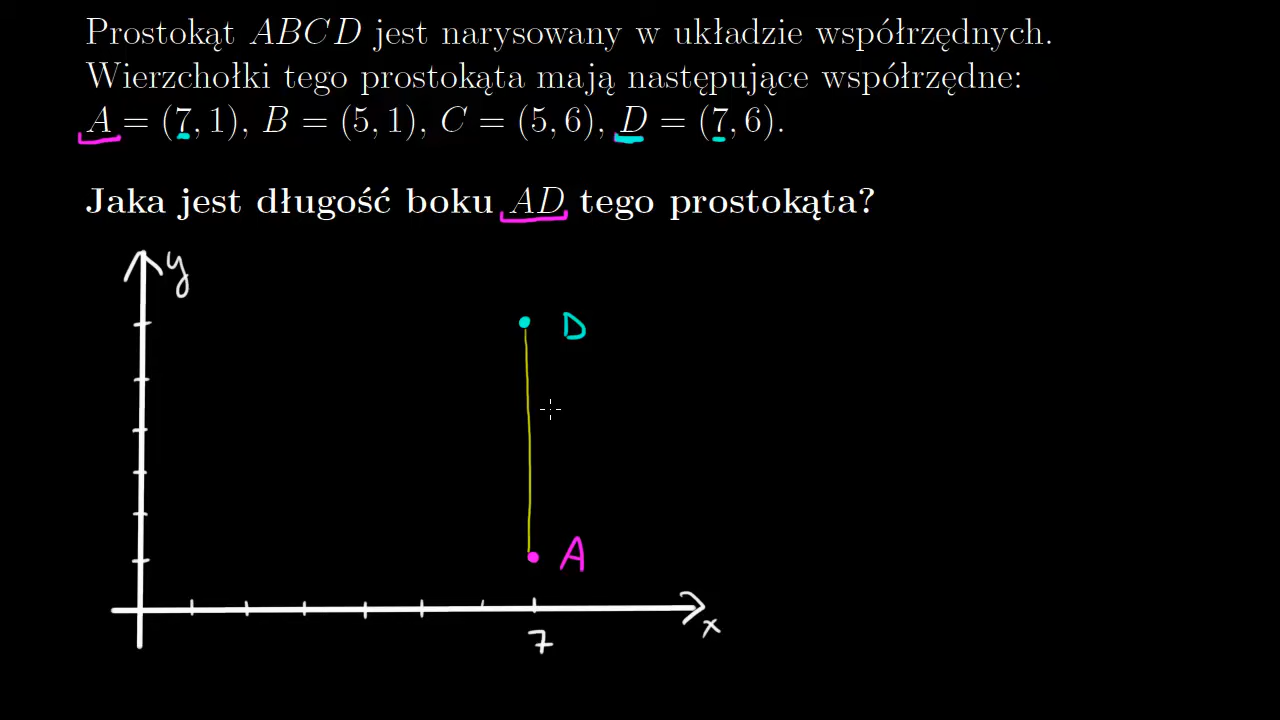 Prostokąt ABCD jest narysowany w układzie współrzędnych.
Wierzchołki tego prostokąta mają następujące współrzędne:
A = (7, 1), B = (5, 1), C = (5, 6), D = (7, 6).
Jaka jest długość boku AD tego prostokąta?
y
D
A
x
7